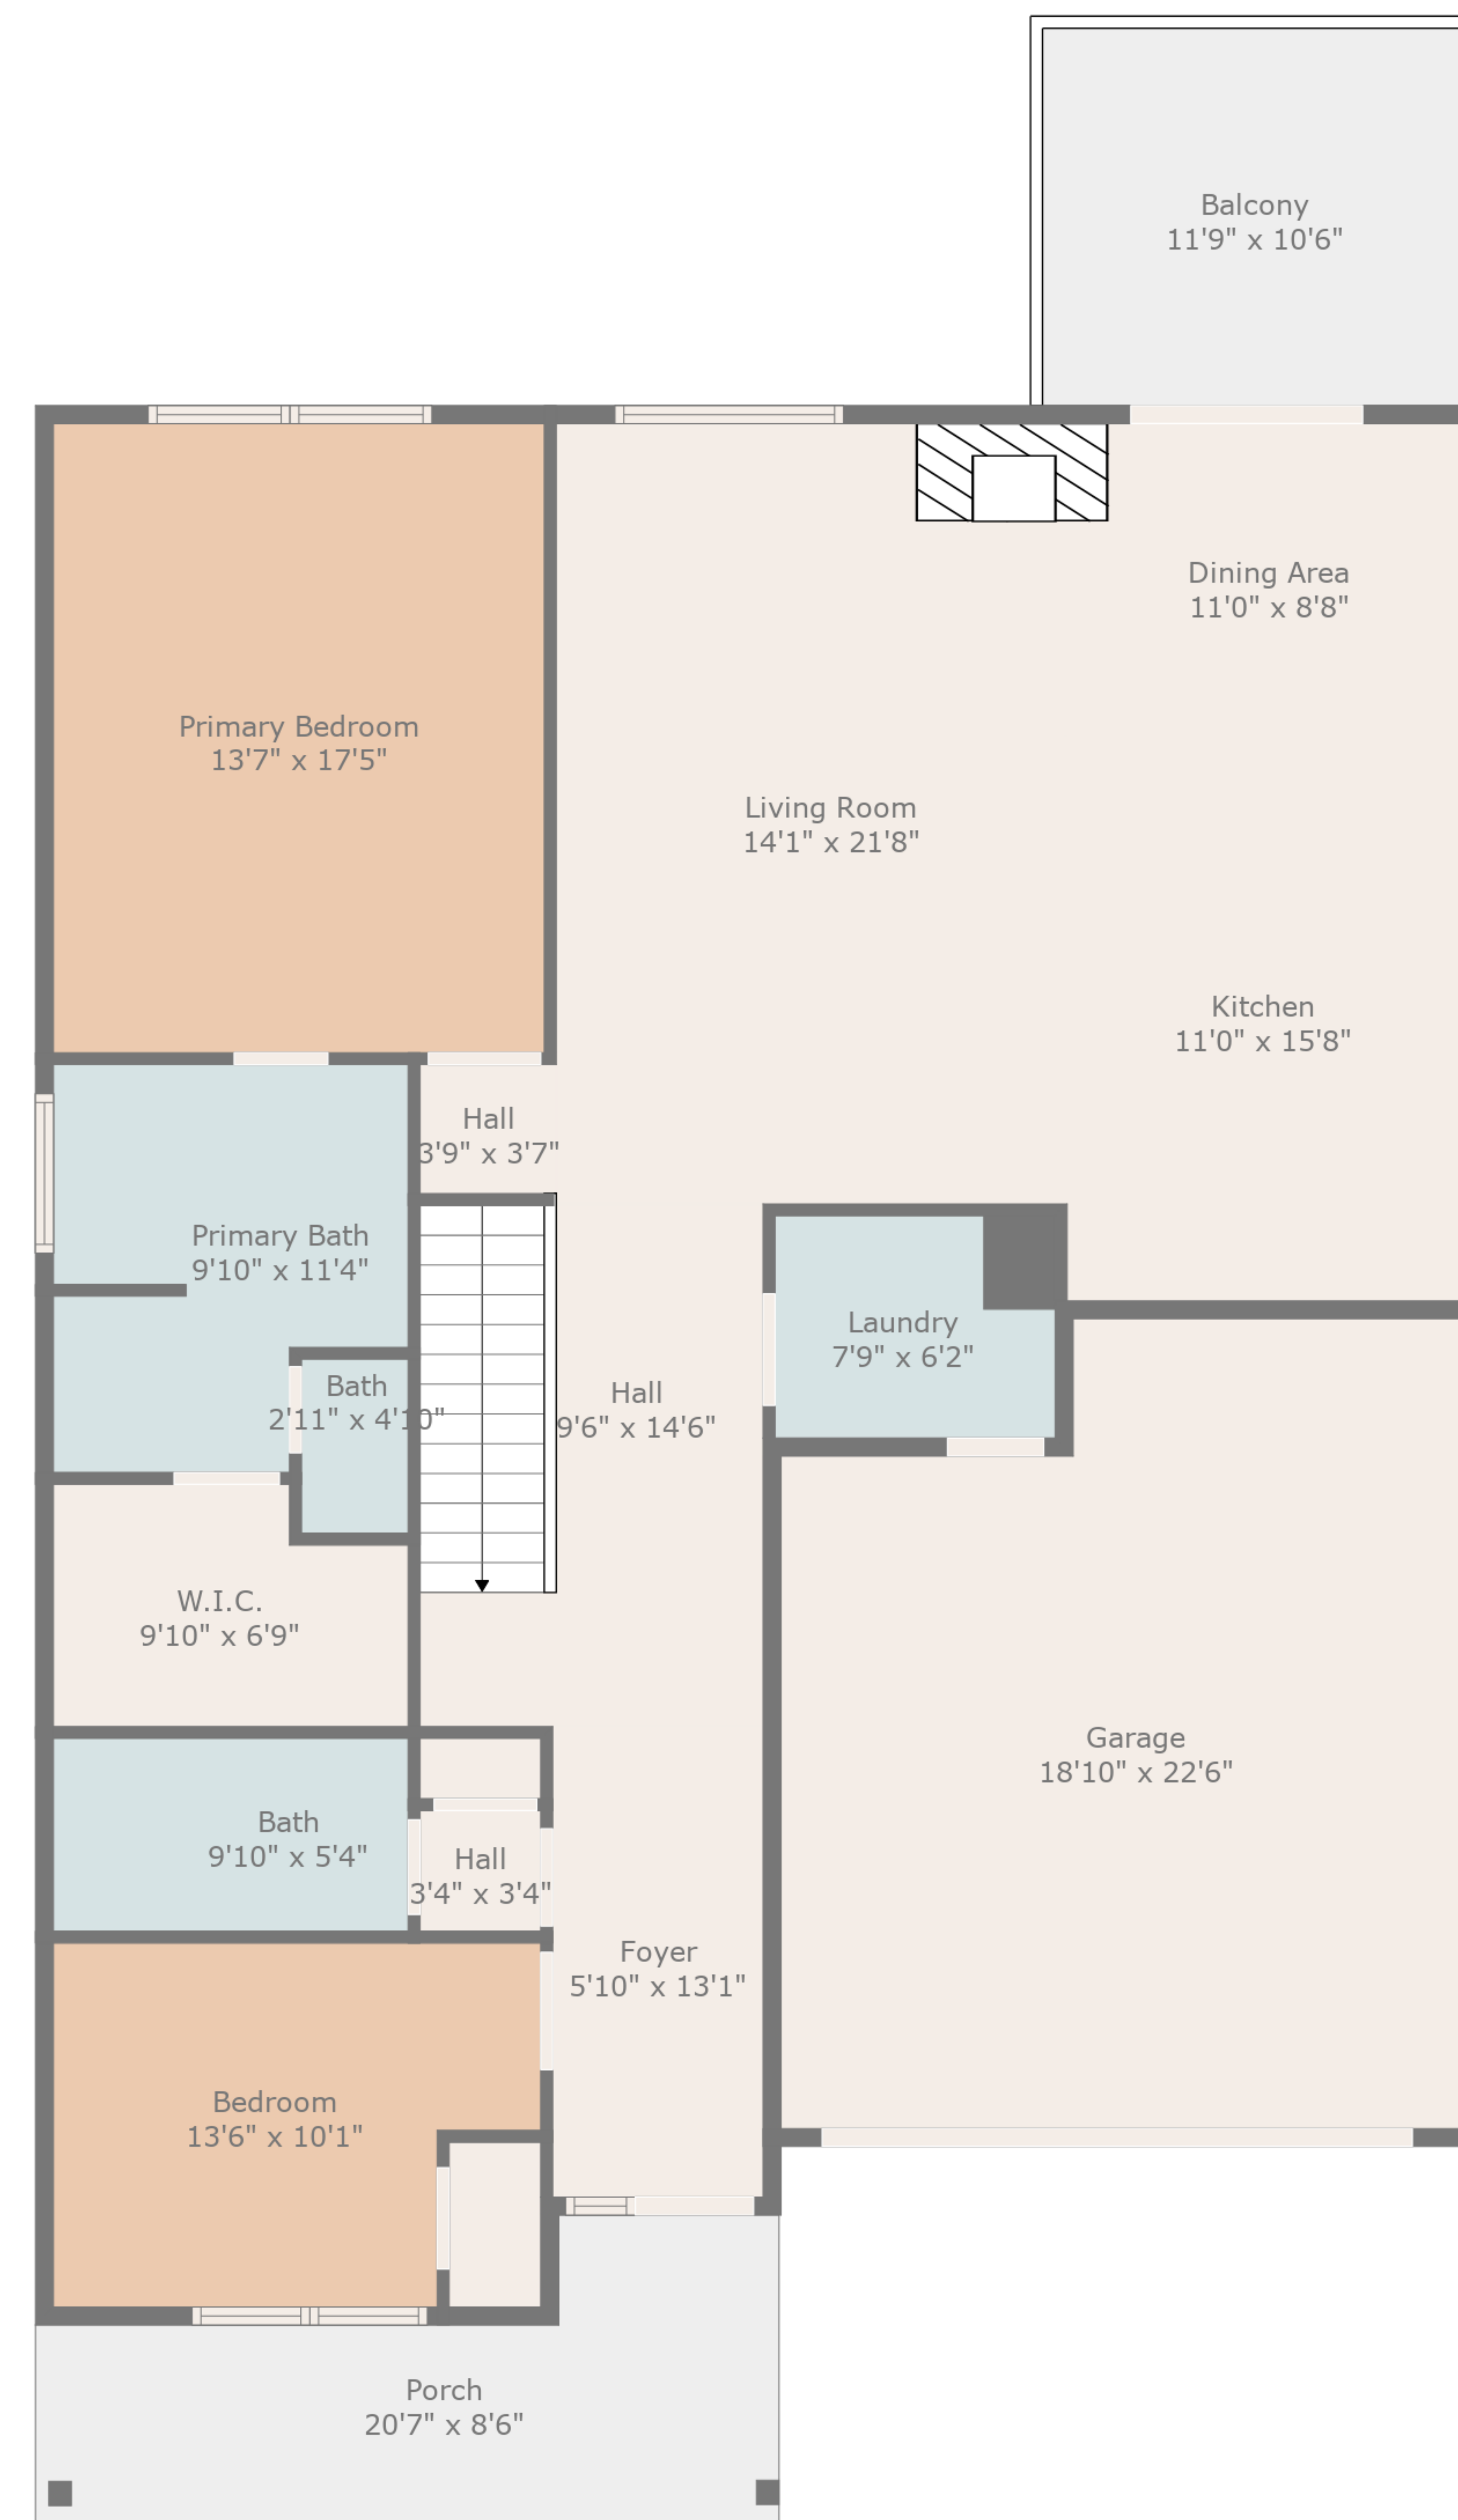 Balcony
11'9" x 10'6"
Dining Area
11'0" x 8'8"
Primary Bedroom
13'7" x 17'5"
Living Room
14'1" x 21'8"
Kitchen
11'0" x 15'8"
Hall
3'9" x 3'7"
Primary Bath
9'10" x 11'4"
Laundry
7'9" x 6'2"
Bath
2'11" x 4'10"
Hall
9'6" x 14'6"
W.I.C.
9'10" x 6'9"
Garage
18'10" x 22'6"
Bath
9'10" x 5'4"
Hall
3'4" x 3'4"
Foyer
5'10" x 13'1"
Bedroom
13'6" x 10'1"
Porch
20'7" x 8'6"